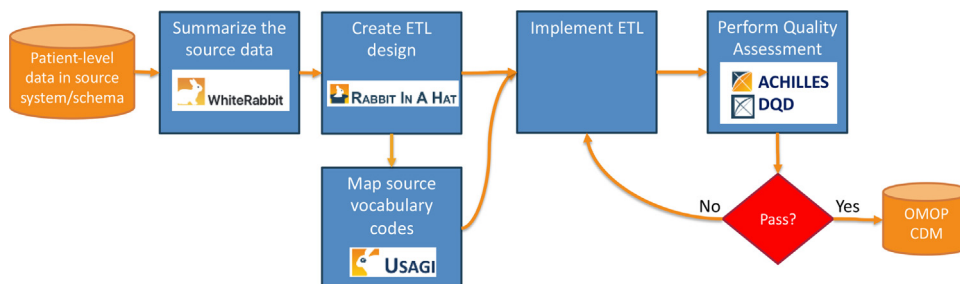 Patient-level
data in source
system/schema
Summarize the
source data
WhiteRabbit
Create ETL
design
RABBIT IN A HAT
Map source
vocabulary
codes
USAGI
Implement ETL
Perform Quality
Assessment
ACHILLES
DQD
Pass?
No
Yes
OMOP
CDM